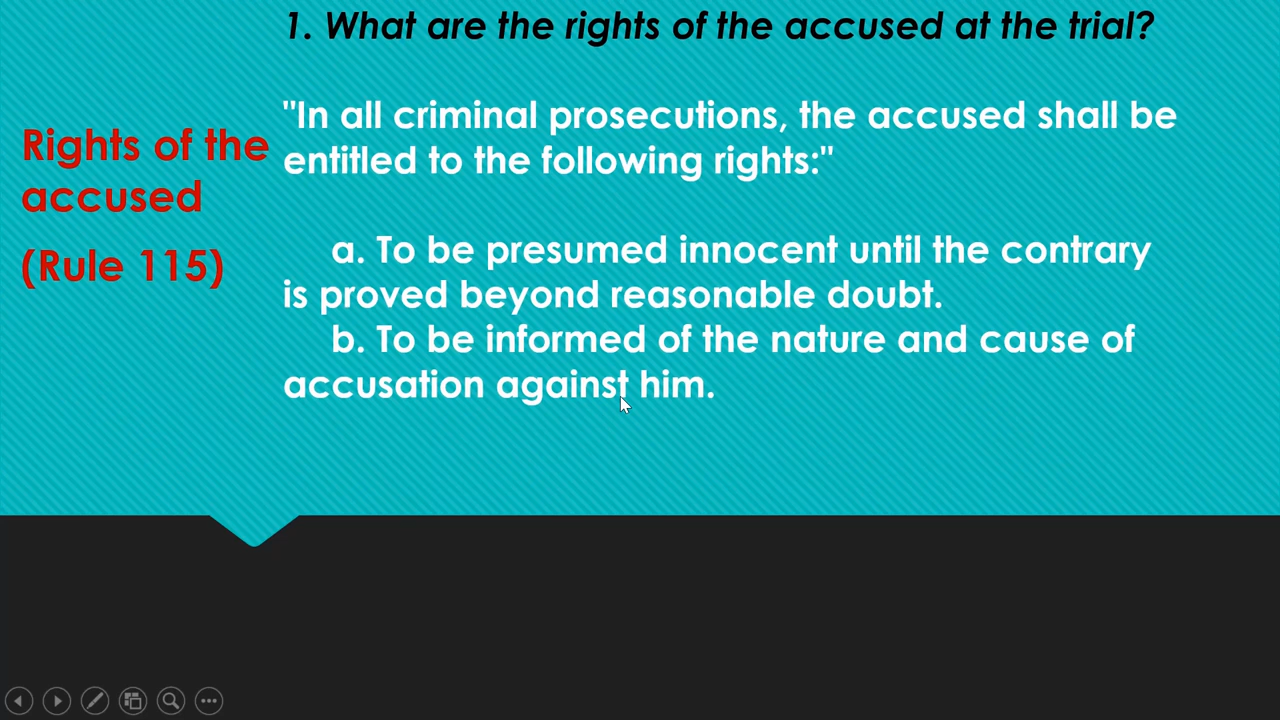 1. What are the rights of the accused at the trial?
Rights of the
accused
(Rule 115)
"In all criminal prosecutions, the accused shall be
entitled to the following rights:"
a. To be presumed innocent until the contrary
is proved beyond reasonable doubt.
b. To be informed of the nature and cause of
accusation against him.